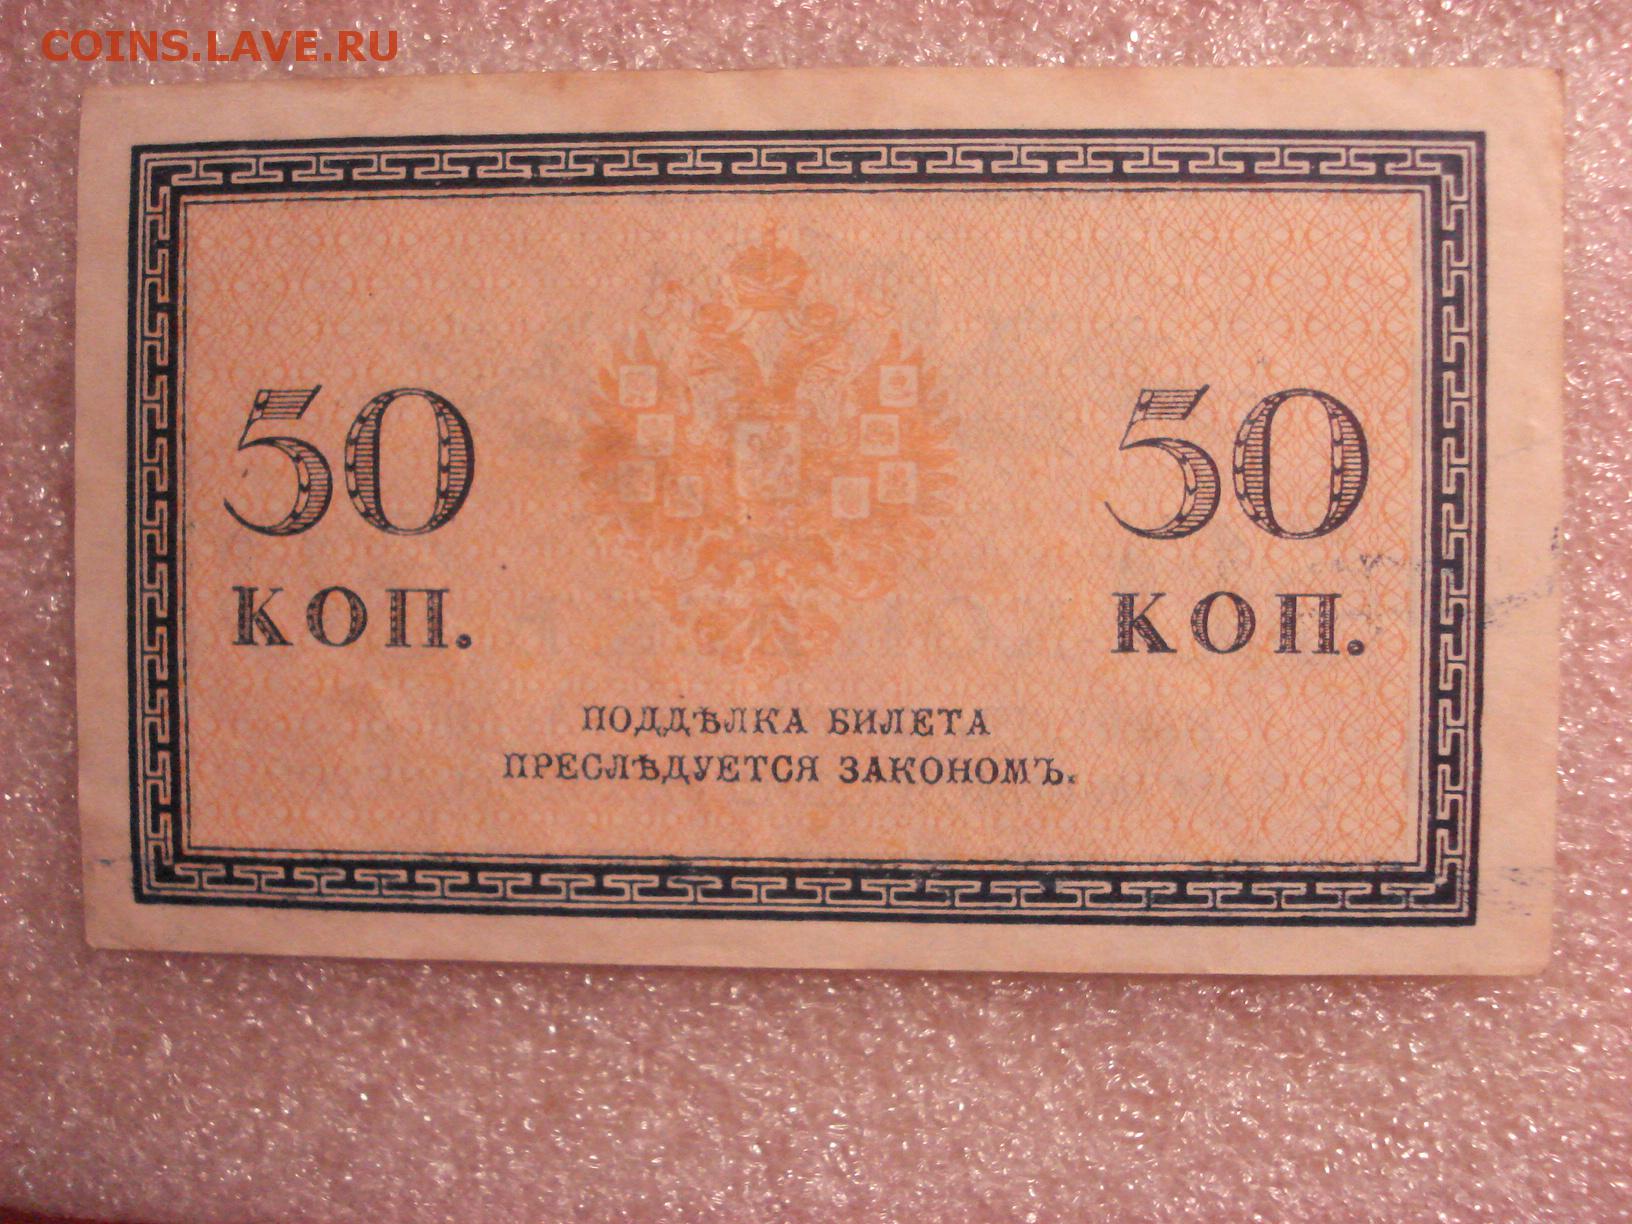 COINS.LAVE.RU
50 50
КОП. КОП.
ПОДДѢЛКА БИЛЕТА
ПРЕСЛѢДУЕТСЯ ЗАКОНОМЪ.